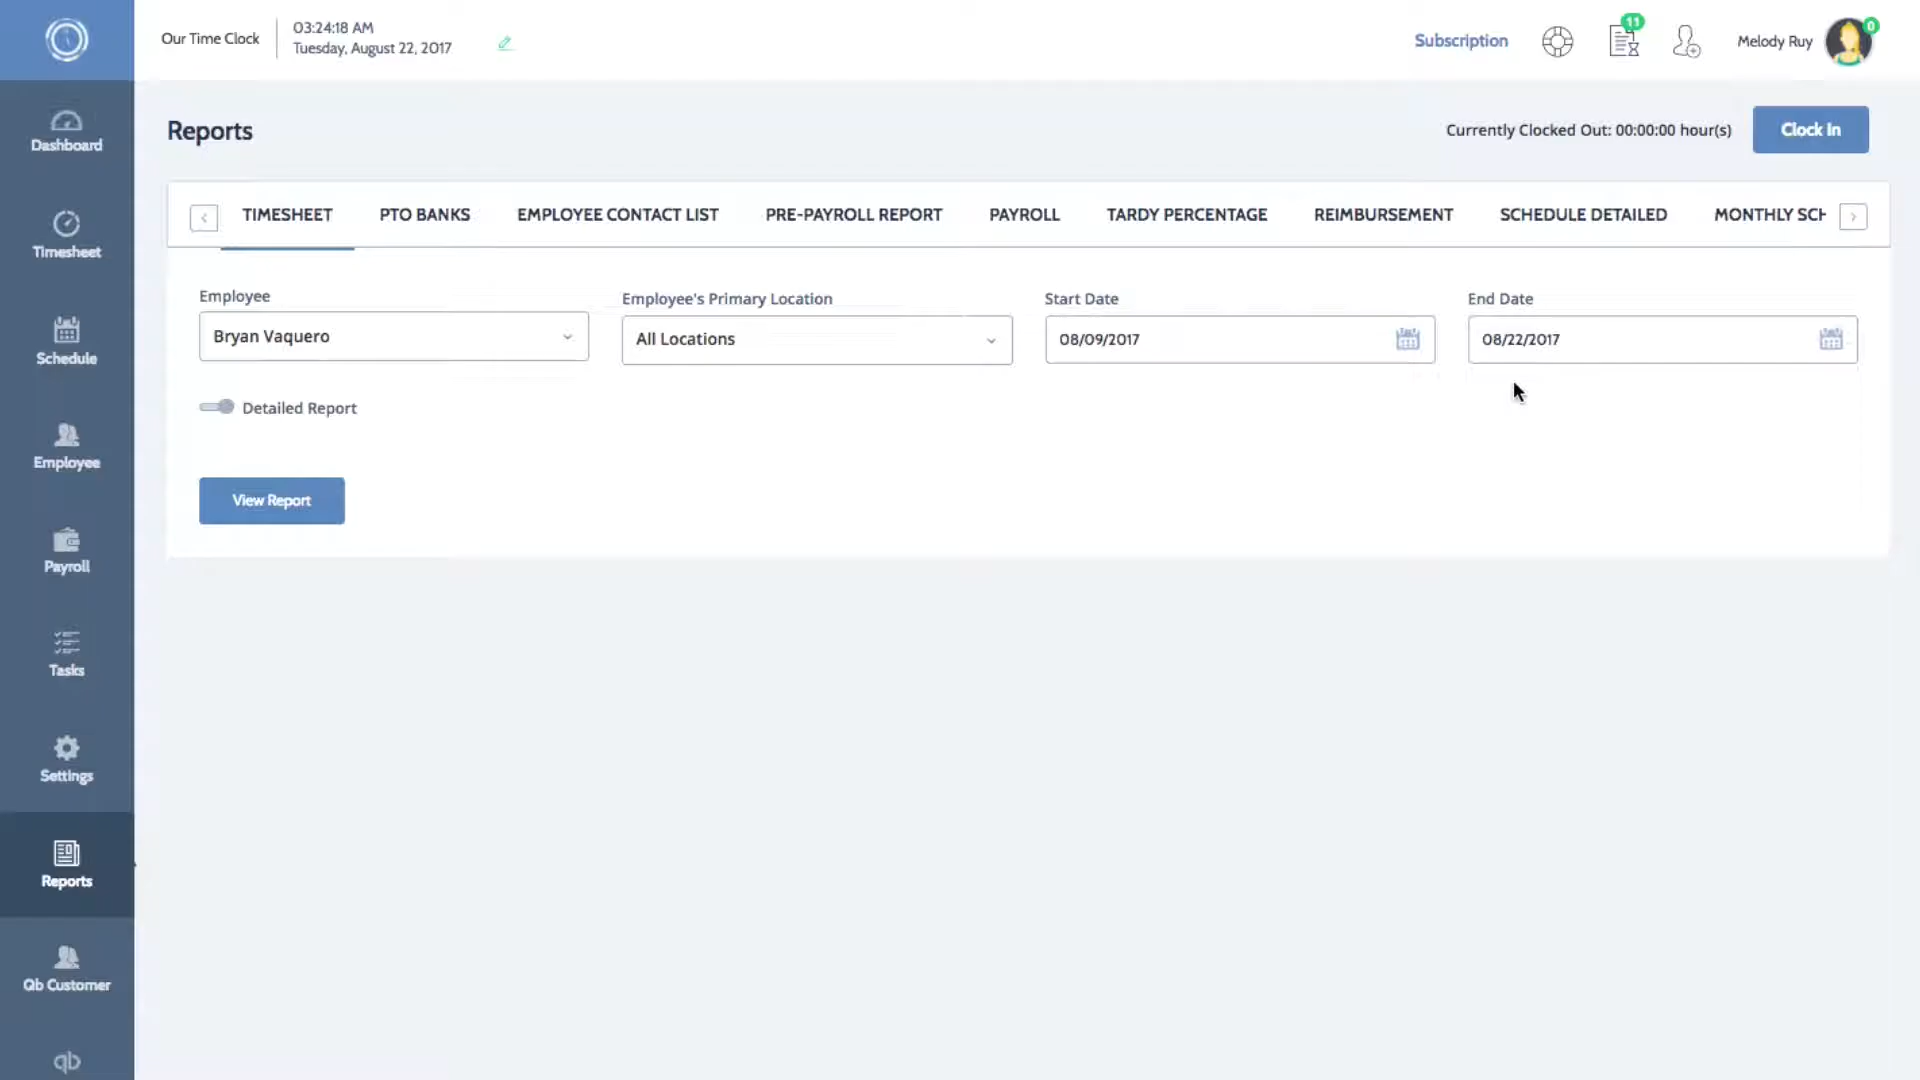 Our Time Clock
03:24:18 AM
Tuesday, August 22, 2017
Subscription
11
Melody Ruy
0
Dashboard
Timesheet
Schedule
Employee
Payroll
Tasks
Settings
Reports
Qb Customer
qb
Reports
Currently Clocked Out: 00:00:00 hour(s)
Clock In
TIMESHEET
PTO BANKS
EMPLOYEE CONTACT LIST
PRE-PAYROLL REPORT
PAYROLL
TARDY PERCENTAGE
REIMBURSEMENT
SCHEDULE DETAILED
MONTHLY SCH
Employee
Bryan Vaquero
Employee's Primary Location
All Locations
Start Date
08/09/2017
End Date
08/22/2017
Detailed Report
View Report